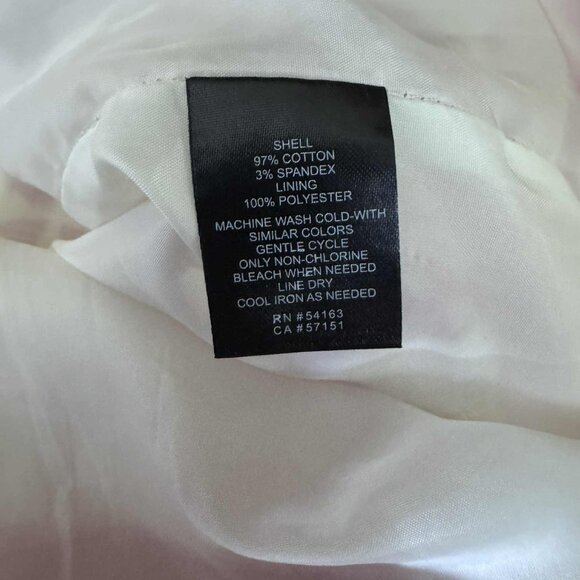 SHELL
97% COTTON
3% SPANDEX
LINING
100% POLYESTER
MACHINE WASH COLD-WITH
SIMILAR COLORS
GENTLE CYCLE
ONLY NON-CHLORINE
BLEACH WHEN NEEDED
LINE DRY
COOL IRON AS NEEDED
RN #54163
CA #57151